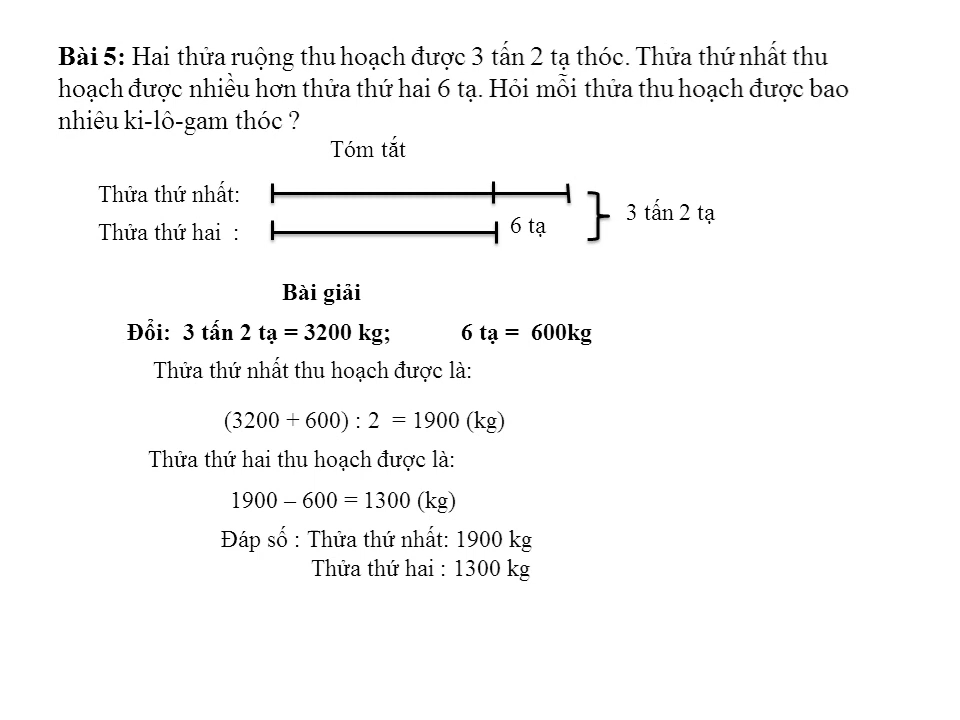 Bài 5: Hai thửa ruộng thu hoạch được 3 tấn 2 tạ thóc. Thửa thứ nhất thu
hoạch được nhiều hơn thửa thứ hai 6 tạ. Hỏi mỗi thửa thu hoạch được bao
nhiêu ki-lô-gam thóc ?
Tóm tắt
Thửa thứ nhất:
3 tấn 2 tạ
6 tạ
Thửa thứ hai :
Bài giải
Đổi: 3 tấn 2 tạ = 3200 kg; 6 tạ = 600kg
Thửa thứ nhất thu hoạch được là:
(3200 + 600) : 2 = 1900 (kg)
Thửa thứ hai thu hoạch được là:
1900 – 600 = 1300 (kg)
Đáp số : Thửa thứ nhất: 1900 kg
Thửa thứ hai : 1300 kg